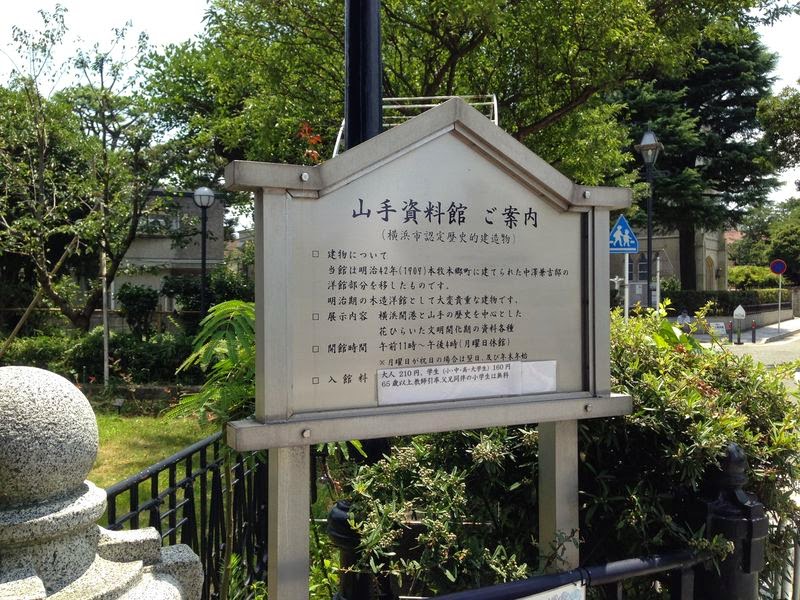 山手資料館 ご案内
(横浜市認定歴史的建造物)
□ 建物について
当館は明治42年(1909)本牧本郷町に建てられた中澤兼吉邸の
洋館部分を移したものです。
明治期の木造洋館として大変貴重な建物です。
□ 展示内容 横浜開港と山手の歴史を中心とした
花ひらいた文明開化期の資料各種
□ 開館時間 午前11時～午後4時(月曜日休館)
※月曜日が祝日の場合は翌日、及び年末年始
□ 入館料 大人 210円、学生 (小・中・高・大学生) 160円
65歳以上、教師引率、父兄同伴の小学生は無料